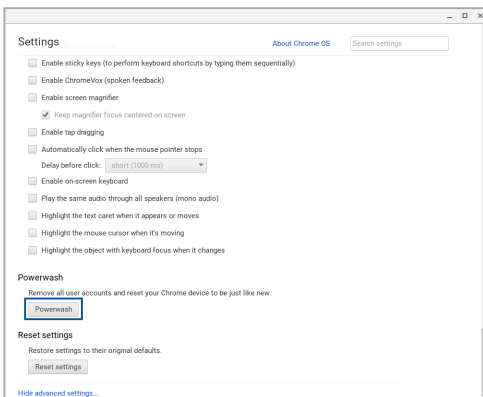 Settings
About Chrome OS
Search settings
Enable sticky keys (to perform keyboard shortcuts by typing them sequentially)
Enable ChromeVox (spoken feedback)
Enable screen magnifier
Keep magnifier focus centered on screen
Enable tap dragging
Automatically click when the mouse pointer stops
Delay before click: short (1000 ms)
Enable on-screen keyboard
Play the same audio through all speakers (mono audio)
Highlight the text caret when it appears or moves
Highlight the mouse cursor when it's moving
Highlight the object with keyboard focus when it changes
Powerwash
Remove all user accounts and reset your Chrome device to be just like new.
Powerwash
Reset settings
Restore settings to their original defaults.
Reset settings
Hide advanced settings...